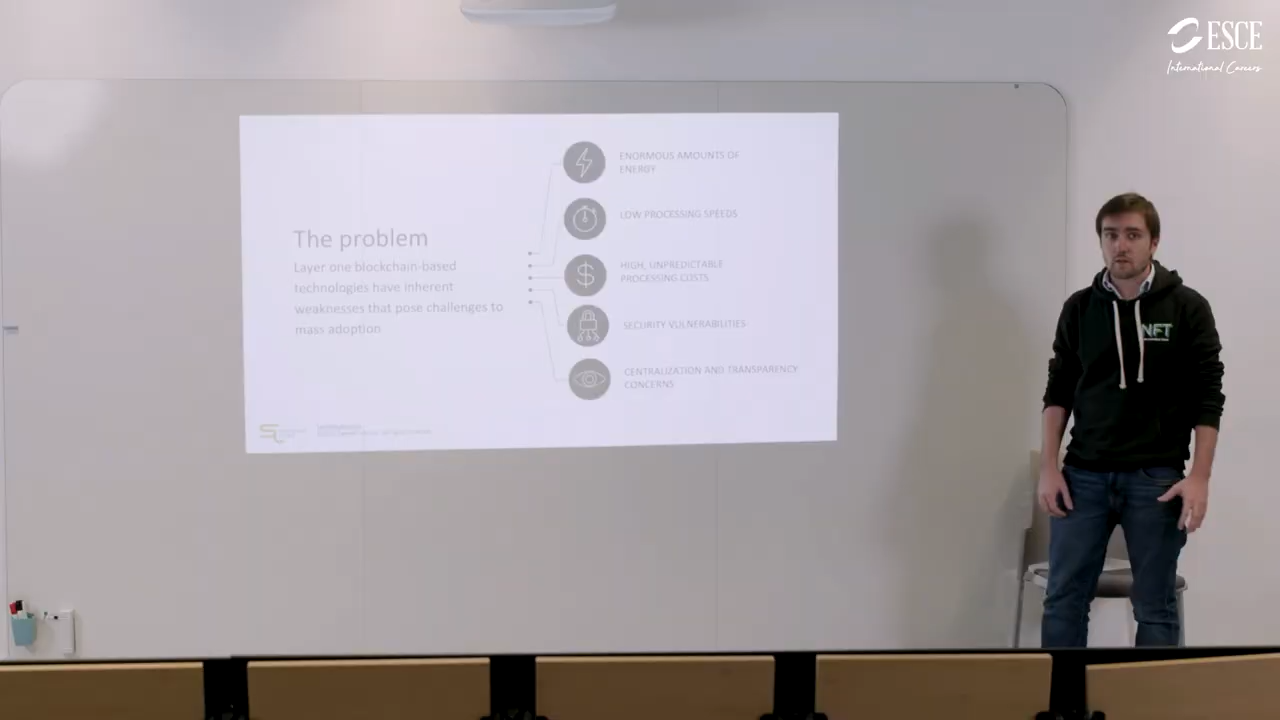 ESCE
International Careers
The problem
Layer one blockchain-based
technologies have inherent
weaknesses that pose challenges to
mass adoption
ENORMOUS AMOUNTS OF
ENERGY
LOW PROCESSING SPEEDS
HIGH, UNPREDICTABLE
PROCESSING COSTS
SECURITY VULNERABILITIES
CENTRALIZATION AND TRANSPARENCY
CONCERNS
NFT